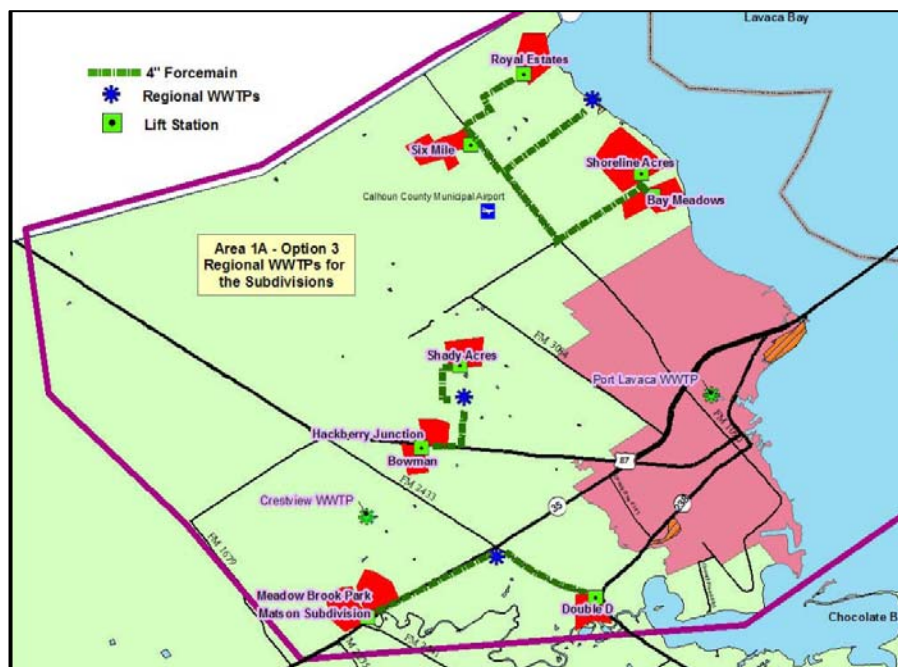 Lavaca Bay
4" Forcemain
Regional WWTPs
Lift Station
Royal Estates
Six Mile
Shoreline Acres
Bay Meadows
Calhoun County Municipal Airport
Area 1A - Option 3
Regional WWTPs for
the Subdivisions
Shady Acres
FM 3084
Port Lavaca WWTP
Hackberry Junction
Bowman
87
FM 2433
Crestview WWTP
35
238
FM 1679
Meadow Brook Park
Matson Subdivision
Double D
Chocolate B